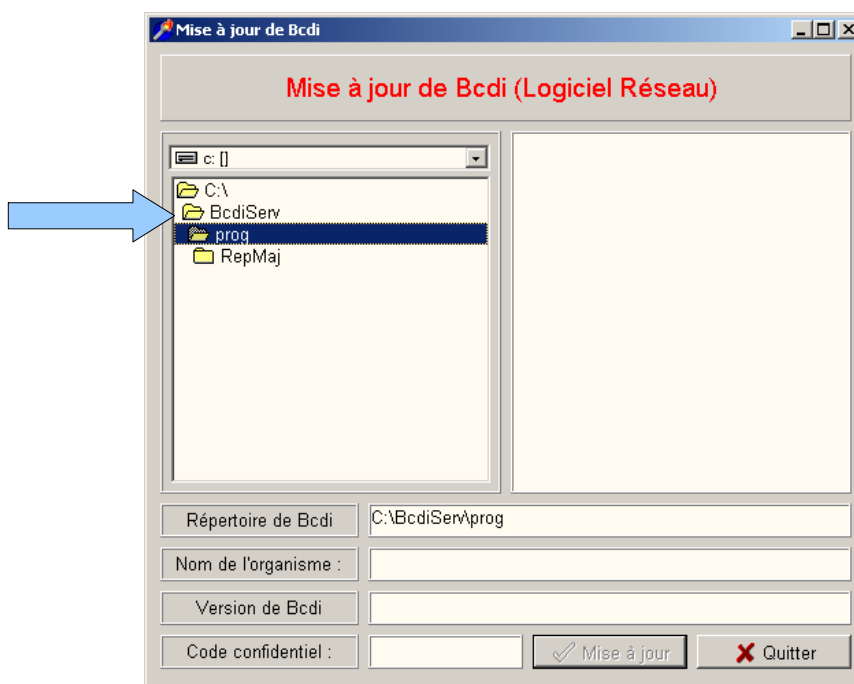 Mise à jour de Bcdi
Mise à jour de Bcdi (Logiciel Réseau)
c: []
C:\
BcdiServ
prog
RepMaj
Répertoire de Bcdi
C:\BcdiServ\prog
Nom de l'organisme :
Version de Bcdi
Code confidentiel :
Mise à jour
Quitter